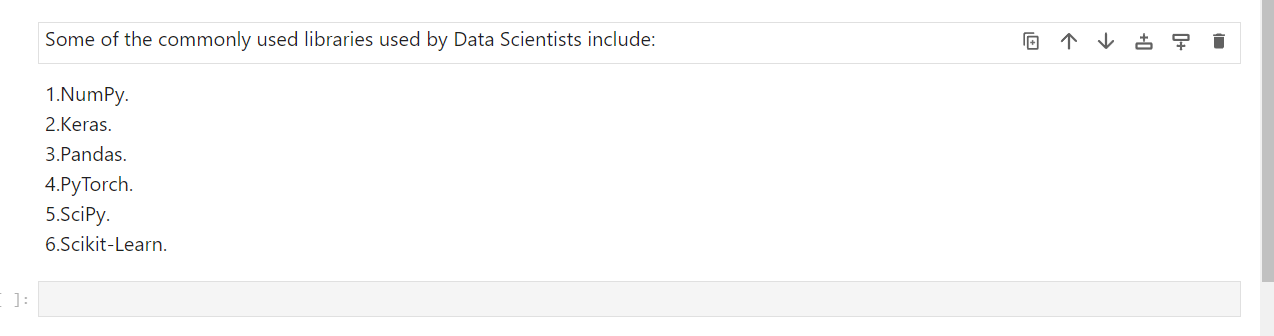 Some of the commonly used libraries used by Data Scientists include:
1.NumPy.
2.Keras.
3.Pandas.
4.PyTorch.
5.SciPy.
6.Scikit-Learn.
[ ]: